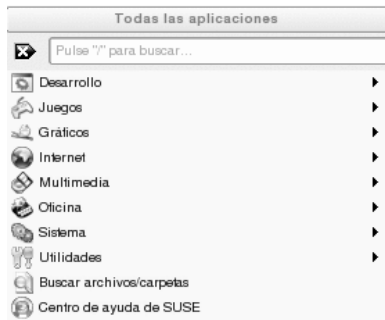 Todas las aplicaciones
Pulse "/" para buscar...
Desarrollo
Juegos
Gráficos
Internet
Multimedia
Oficina
Sistema
Utilidades
Buscar archivos/carpetas
Centro de ayuda de SUSE